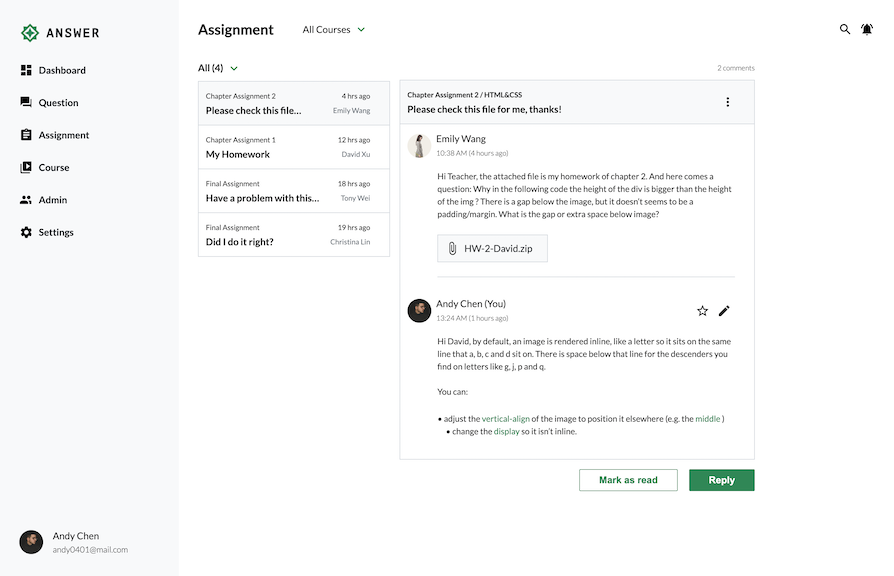 ANSWER
Dashboard
Question
Assignment
Course
Admin
Settings
Andy Chen
andy0401@mail.com
Assignment
All Courses
All (4)
2 comments
Chapter Assignment 2
4 hrs ago
Please check this file...
Emily Wang
Chapter Assignment 1
12 hrs ago
My Homework
David Xu
Final Assignment
18 hrs ago
Have a problem with this...
Tony Wei
Final Assignment
19 hrs ago
Did I do it right?
Christina Lin
Chapter Assignment 2 / HTML&CSS
Please check this file for me, thanks!
Emily Wang
10:38 AM (4 hours ago)
Hi Teacher, the attached file is my homework of chapter 2. And here comes a
question: Why in the following code the height of the div is bigger than the height
of the img ? There is a gap below the image, but it doesn't seems to be a
padding/margin. What is the gap or extra space below image?
HW-2-David.zip
Andy Chen (You)
13:24 AM (1 hours ago)
Hi David, by default, an image is rendered inline, like a letter so it sits on the same
line that a, b, c and d sit on. There is space below that line for the descenders you
find on letters like g, j, p and q.
You can:
• adjust the vertical-align of the image to position it elsewhere (e.g. the middle )
• change the display so it isn't inline.
Mark as read
Reply